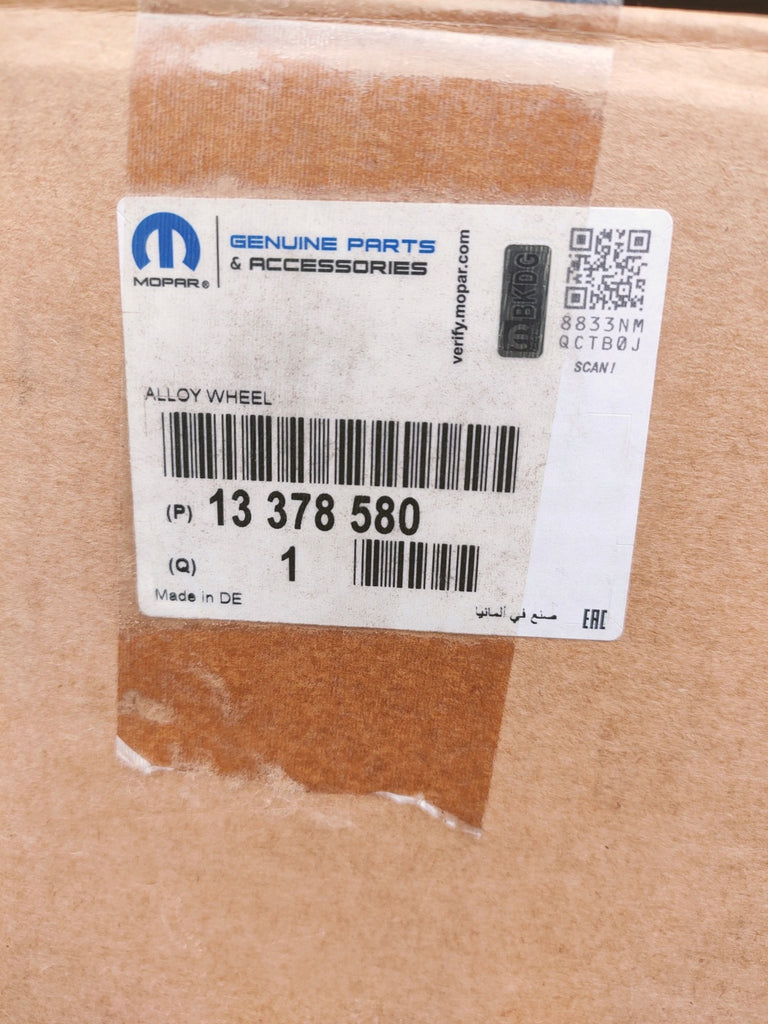 MOPAR®
GENUINE PARTS
& ACCESSORIES
verify.mopar.com
BKDG
8833NM
QCTB0J
SCAN!
ALLOY WHEEL
(P) 13 378 580
(Q) 1
Made in DE
صنع في ألمانيا
EAC